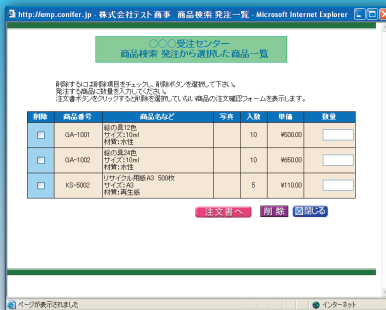 http://emp.conifer.jp - 株式会社テスト商事 商品検索 発注一覧 - Microsoft Internet Explorer
〇〇〇受注センター
商品検索 発注から選択した商品一覧
削除するには削除項目をチェックし、削除ボタンを選択して下さい。
発注する商品に数量を入力してください。
注文書ボタンをクリックすると削除を選択していない商品の注文確認フォームを表示します。
削除 商品番号 商品名など 写真 入数 単価 数量
GA-1001 絵の具12色 10 ¥500.00
サイズ:10ml
材質:水性
GA-1002 絵の具24色 10 ¥650.00
サイズ:10ml
材質:水性
KS-5002 リサイクル用紙A3 500枚 5 ¥110.00
サイズ:A3
材質:再生紙
注文書へ 削除 閉じる
ページが表示されました インターネット